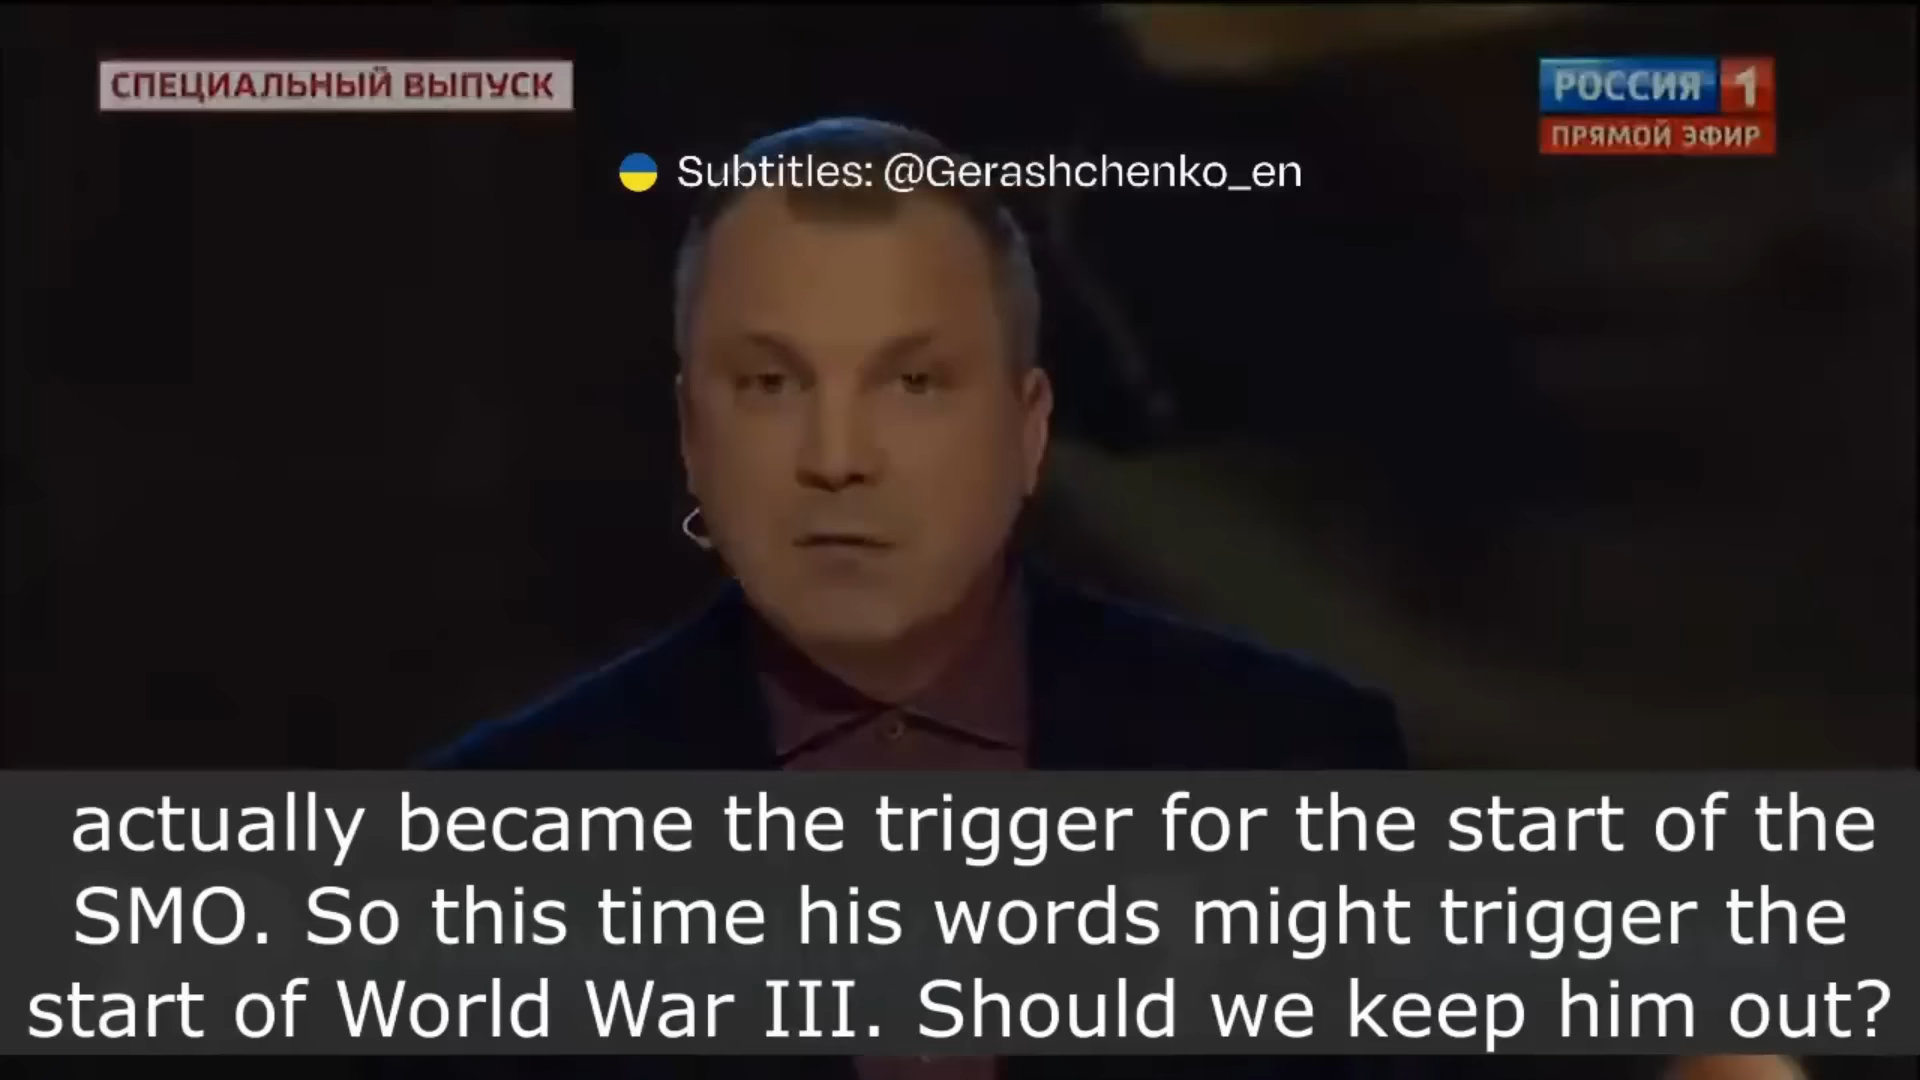 СПЕЦИАЛЬНЫЙ ВЫПУСК
РОССИЯ 1
ПРЯМОЙ ЭФИР
Subtitles: @Gerashchenko_en
actually became the trigger for the start of the
SMO. So this time his words might trigger the
start of World War III. Should we keep him out?